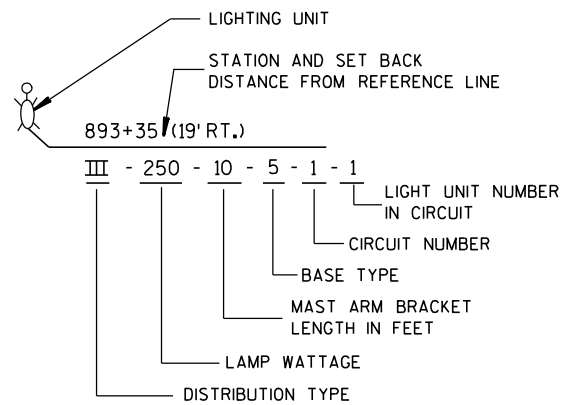 LIGHTING UNIT
STATION AND SET BACK
DISTANCE FROM REFERENCE LINE
893+35 (19' RT.)
III - 250 - 10 - 5 - 1 - 1
LIGHT UNIT NUMBER
IN CIRCUIT
CIRCUIT NUMBER
BASE TYPE
MAST ARM BRACKET
LENGTH IN FEET
LAMP WATTAGE
DISTRIBUTION TYPE